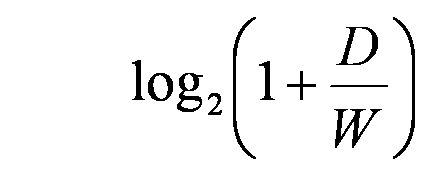 log₂(1 + D/W)